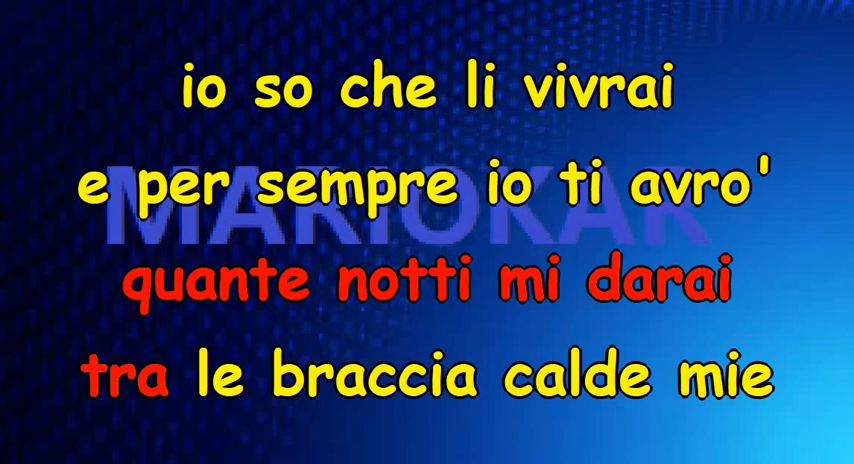 io so che li vivrai
e per sempre io ti avro'
MARIOKAR
quante notti mi darai
tra le braccia calde mie